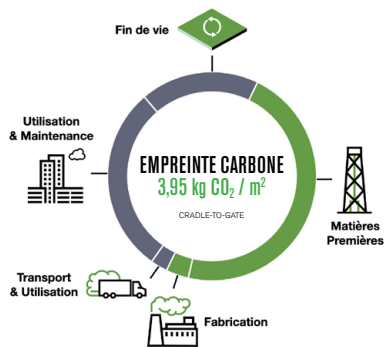 Fin de vie
Utilisation
& Maintenance
EMPREINTE CARBONE
3,95 kg CO₂ / m²
CRADLE-TO-GATE
Matières
Premières
Transport
& Utilisation
Fabrication